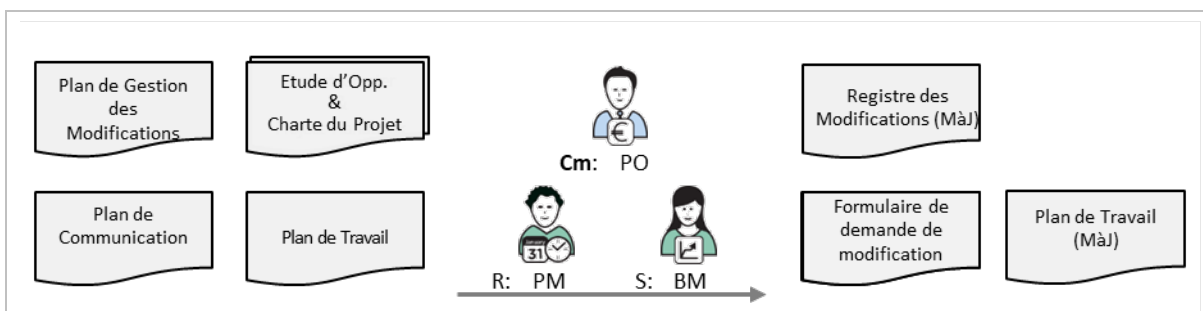 Plan de Gestion
des
Modifications
Etude d’Opp.
&
Charte du Projet
€
Cm: PO
Registre des
Modifications (MàJ)
Plan de
Communication
Plan de Travail
January
31
R: PM
S: BM
Formulaire de
demande de
modification
Plan de Travail
(MàJ)